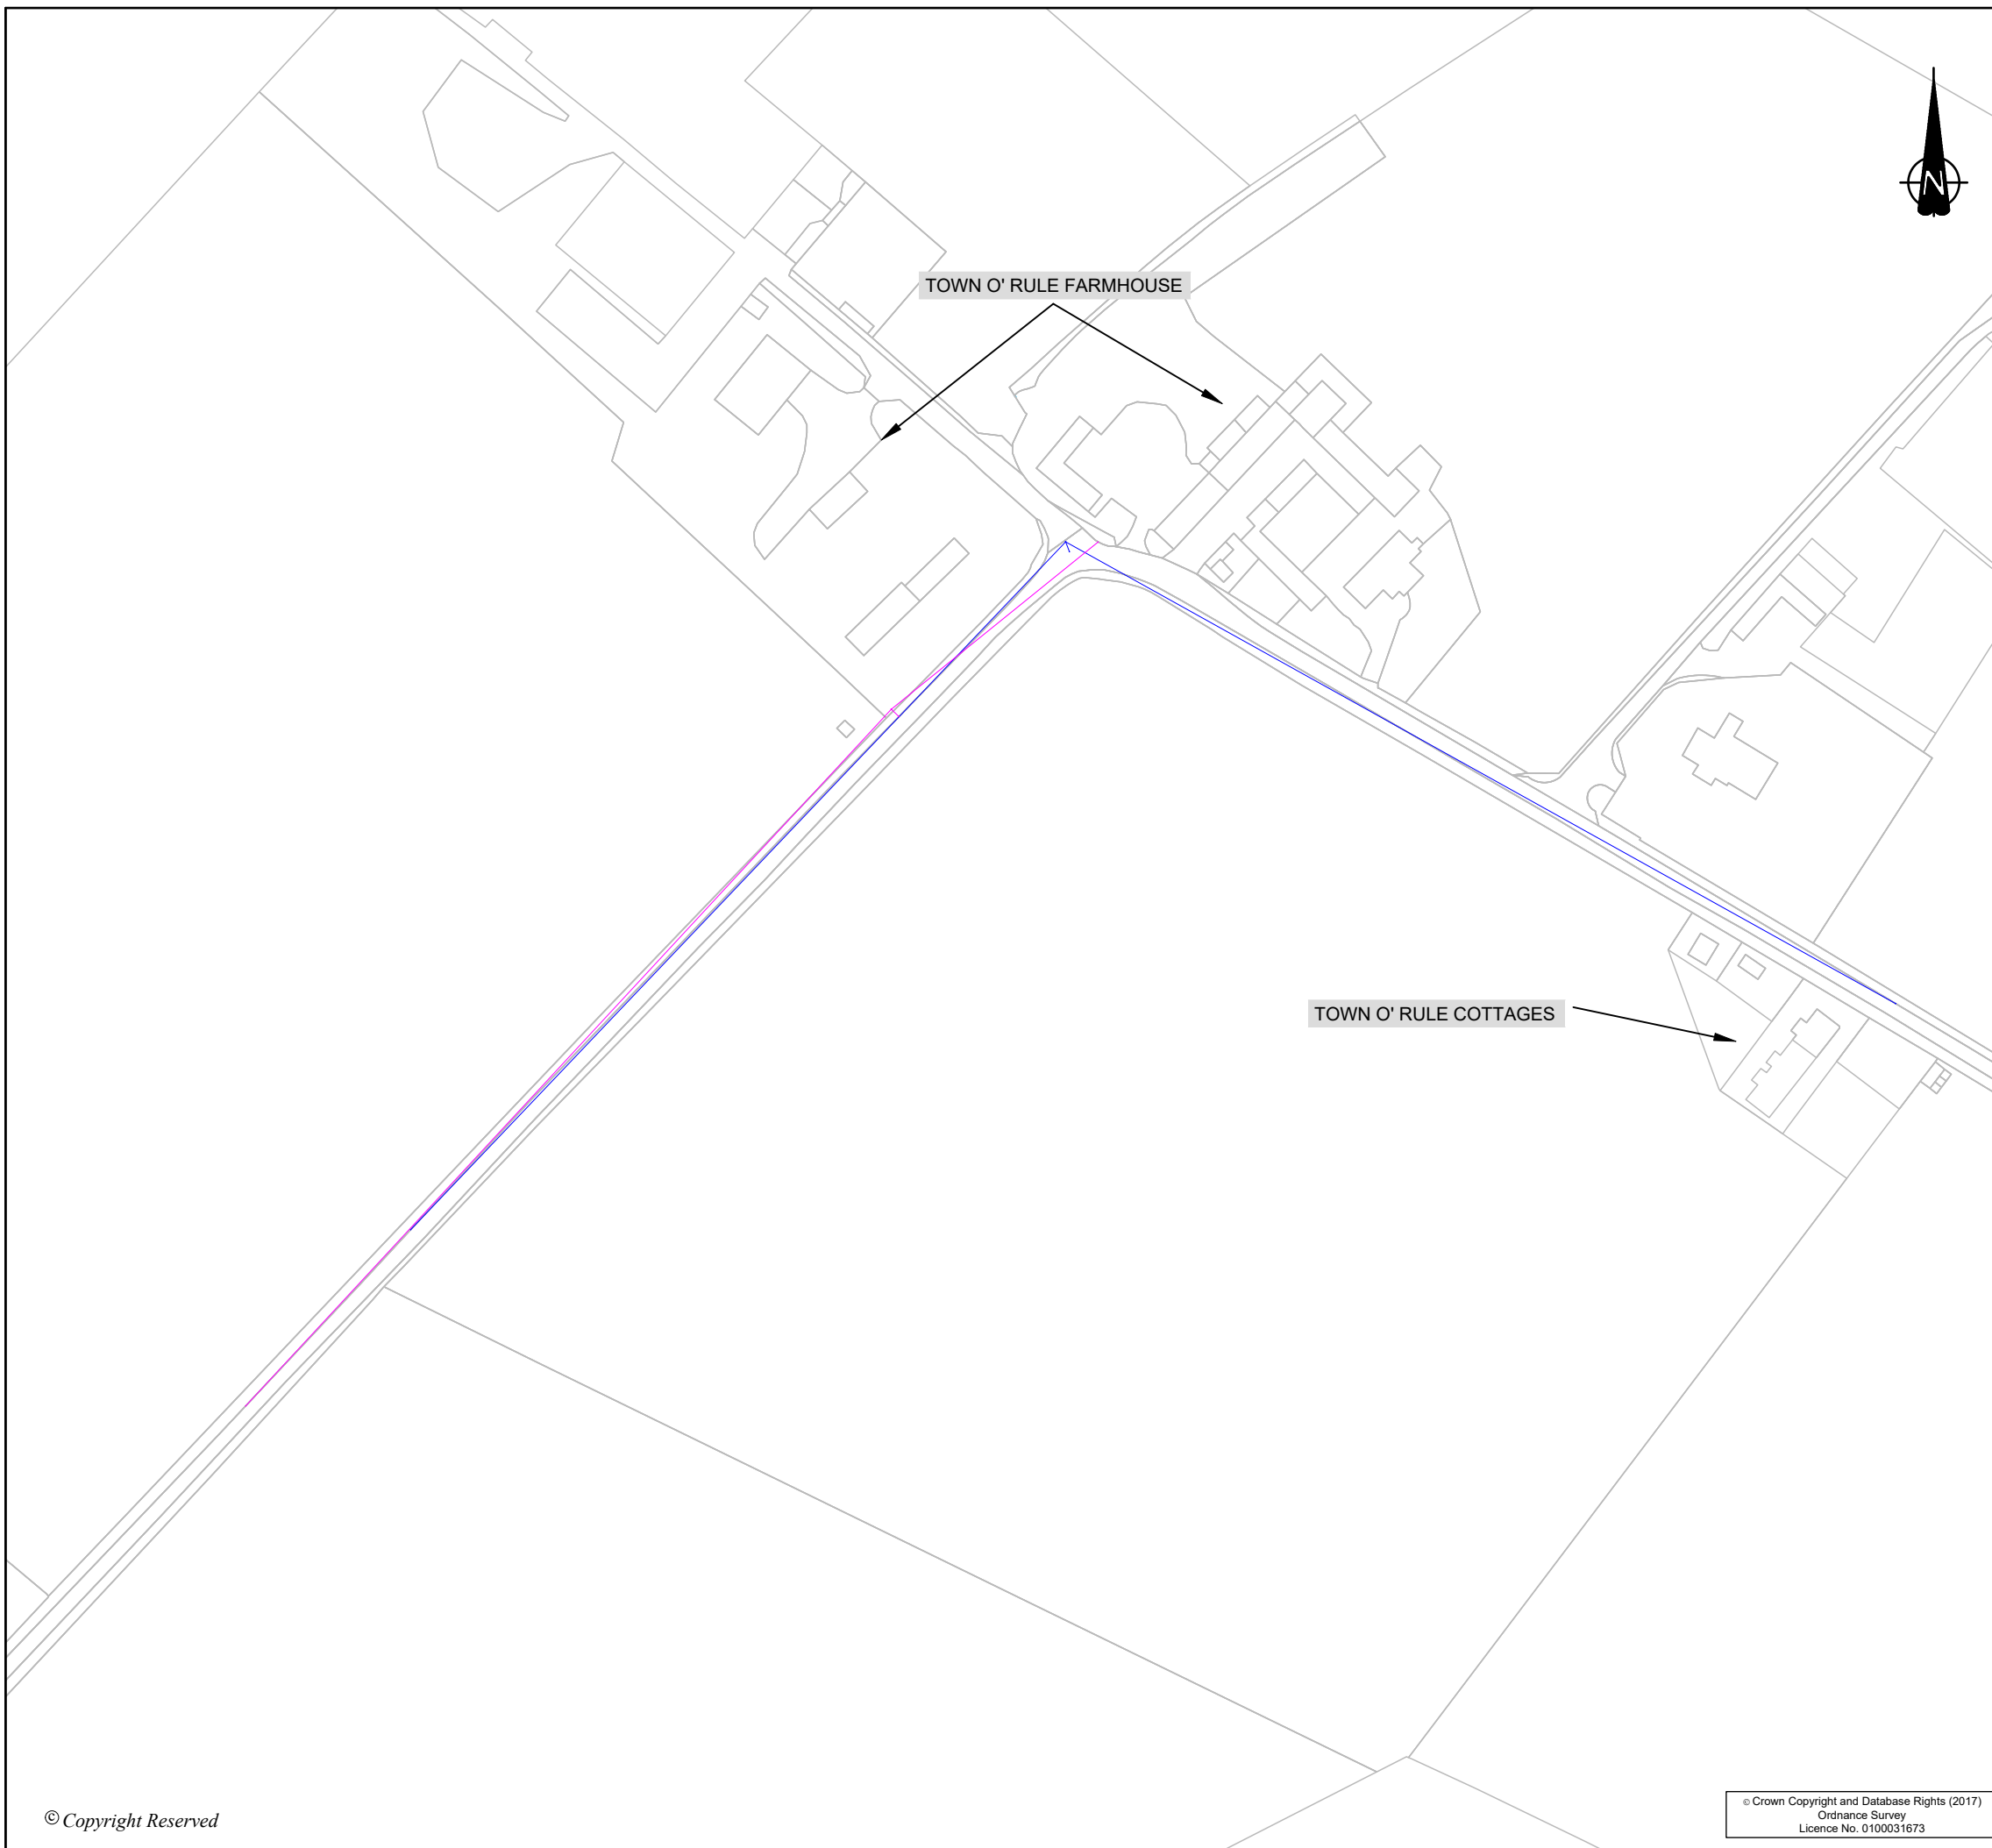 N
TOWN O' RULE FARMHOUSE
TOWN O' RULE COTTAGES
© Copyright Reserved
© Crown Copyright and Database Rights (2017)
Ordnance Survey
Licence No. 0100031673